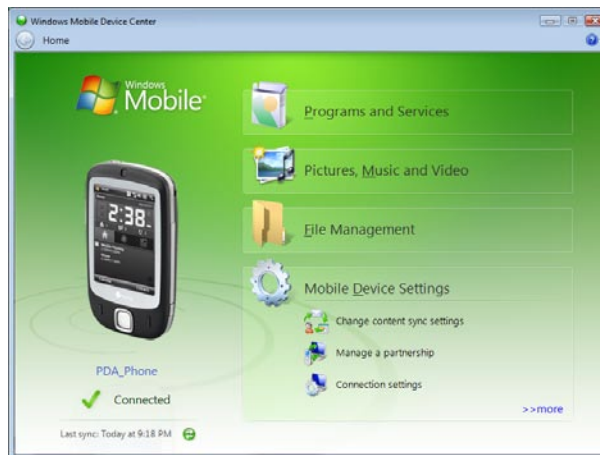 Windows Mobile Device Center
Home
Windows
Mobile
Programs and Services
Pictures, Music and Video
File Management
Mobile Device Settings
Change content sync settings
Manage a partnership
Connection settings
>>more
2:38
PDA_Phone
Connected
Last sync: Today at 9:18 PM